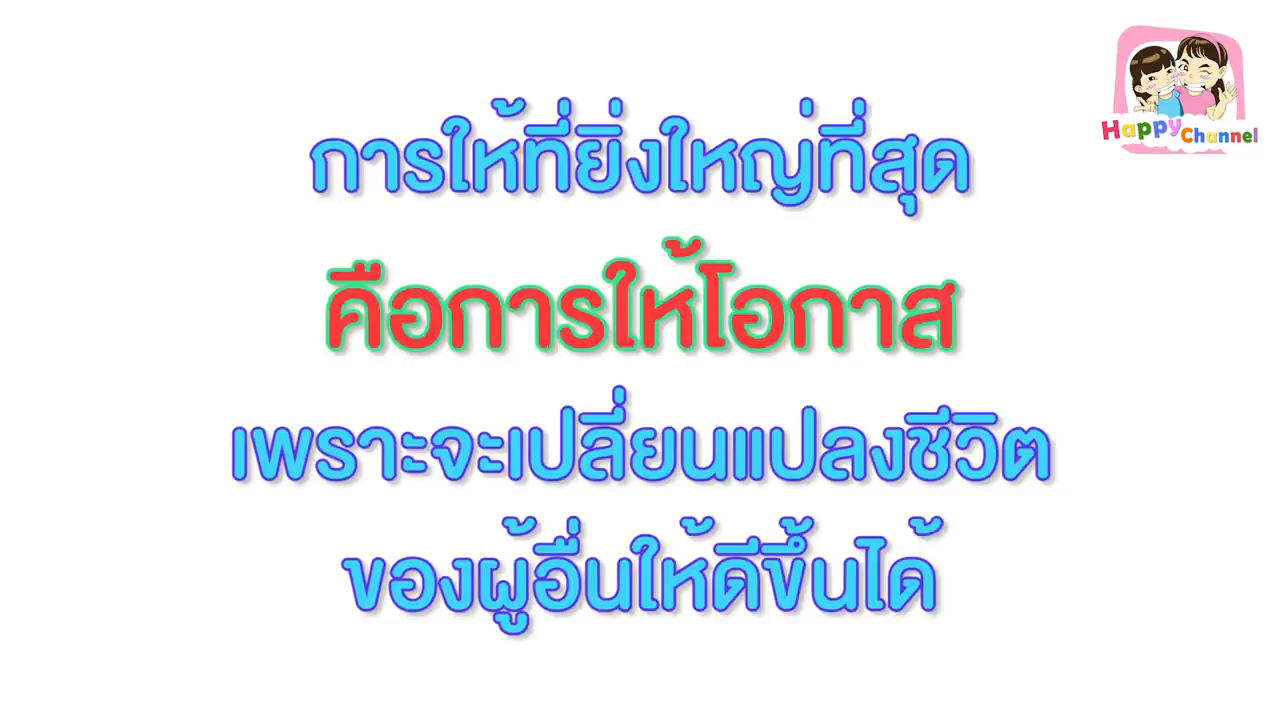 การให้ที่ยิ่งใหญ่ที่สุด
คือการให้โอกาส
เพราะจะเปลี่ยนแปลงชีวิต
ของผู้อื่นให้ดีขึ้นได้
Happy Channel